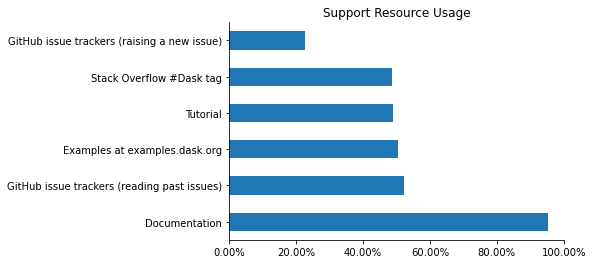 Support Resource Usage
GitHub issue trackers (raising a new issue)
Stack Overflow #Dask tag
Tutorial
Examples at examples.dask.org
GitHub issue trackers (reading past issues)
Documentation
0.00% 20.00% 40.00% 60.00% 80.00% 100.00%